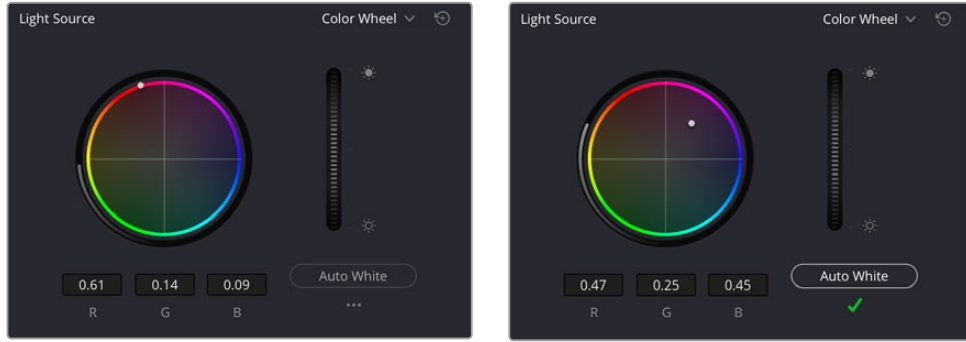 Light Source Color Wheel
0.61 0.14 0.09 Auto White
R G B
Light Source Color Wheel
0.47 0.25 0.45 Auto White
R G B